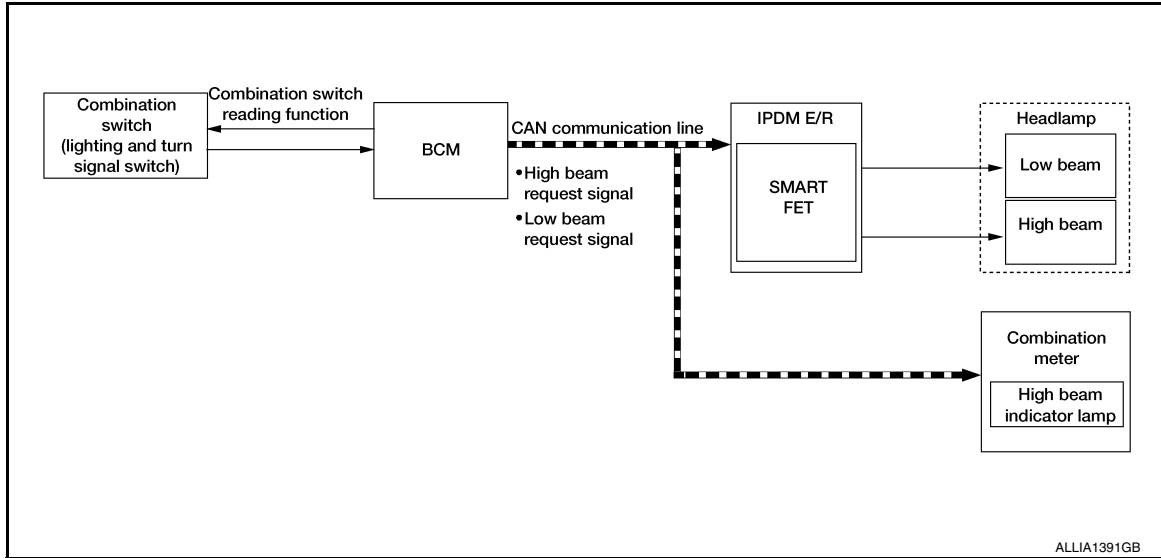 Combination
switch
(lighting and turn
signal switch)
Combination switch
reading function
BCM
CAN communication line
•High beam
request signal
•Low beam
request signal
IPDM E/R
SMART
FET
Headlamp
Low beam
High beam
Combination
meter
High beam
indicator lamp
ALLIA1391GB